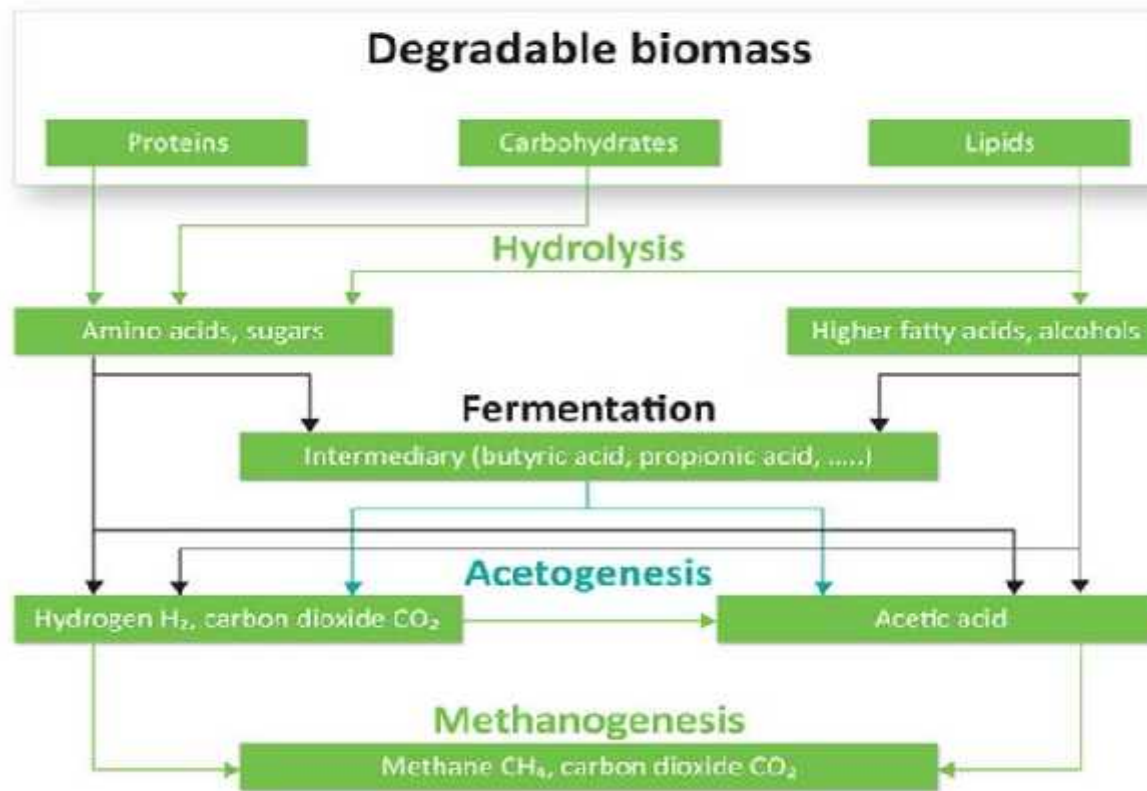 Degradable biomass
Proteins
Carbohydrates
Lipids
Hydrolysis
Amino acids, sugars
Higher fatty acids, alcohols
Fermentation
Intermediary (butyric acid, propionic acid, .....)
Acetogenesis
Hydrogen H₂, carbon dioxide CO₂
Acetic acid
Methanogenesis
Methane CH₄, carbon dioxide CO₂